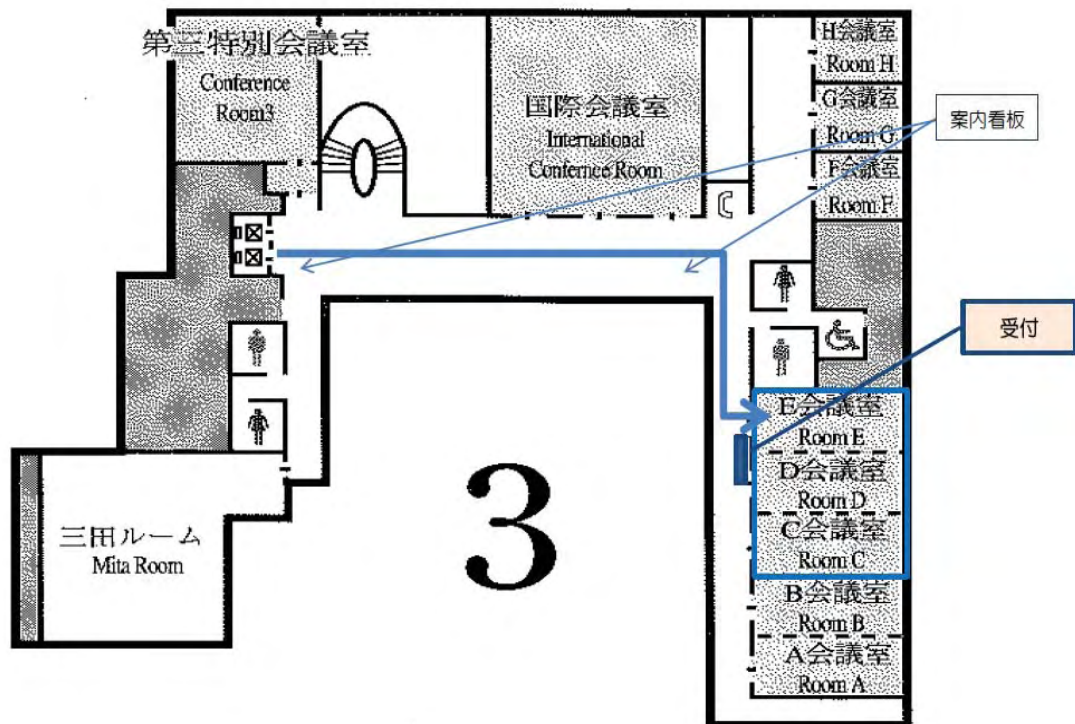 第三特別会議室
Conference
Room3
国際会議室
International
Confernce Room
H会議室
Room H
G会議室
Room G
F会議室
Room F
案内看板
受付
E会議室
Room E
D会議室
Room D
C会議室
Room C
B会議室
Room B
A会議室
Room A
三田ルーム
Mita Room
3